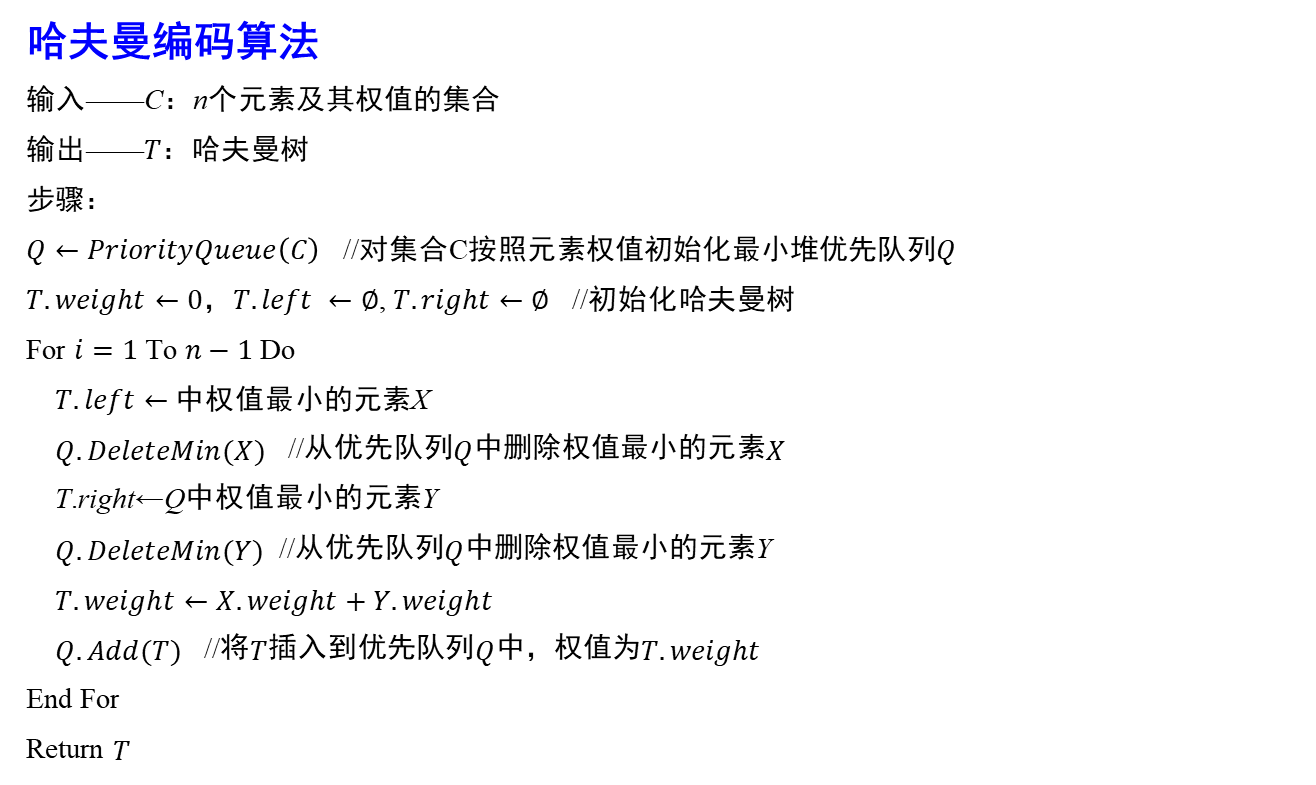 哈夫曼编码算法
输入——C：n个元素及其权值的集合
输出——T：哈夫曼树
步骤：
Q ← PriorityQueue(C) //对集合C按照元素权值初始化最小堆优先队列Q
T.weight ← 0，T.left ← ∅, T.right ← ∅ //初始化哈夫曼树
For i = 1 To n − 1 Do
T.left ← 中权值最小的元素X
Q.DeleteMin(X) //从优先队列Q中删除权值最小的元素X
T.right←Q中权值最小的元素Y
Q.DeleteMin(Y) //从优先队列Q中删除权值最小的元素Y
T.weight ← X.weight + Y.weight
Q.Add(T) //将T插入到优先队列Q中，权值为T.weight
End For
Return T